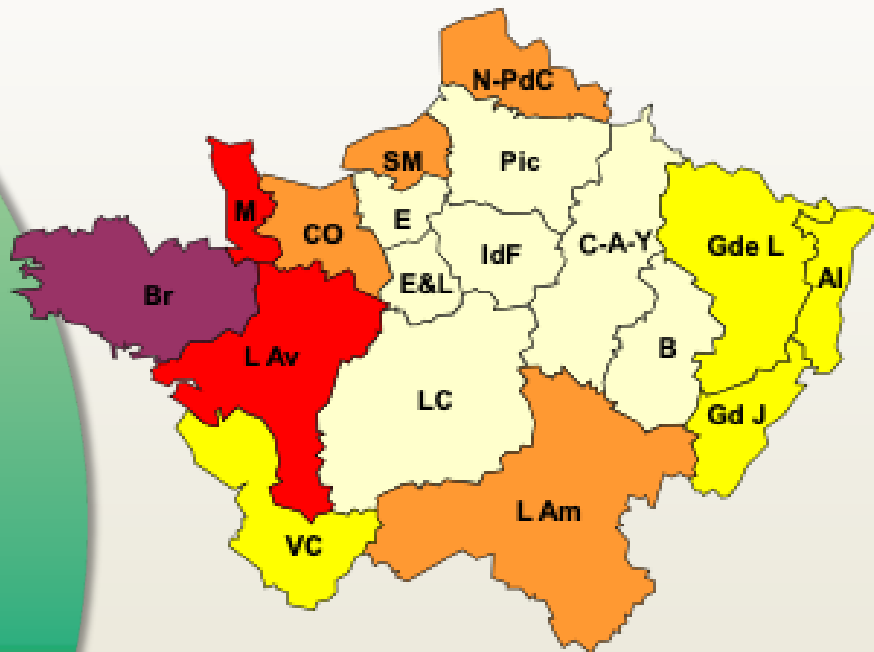 N-PdC
SM
Pic
M
CO
E
IdF
C-A-Y
Gde L
Al
Br
E&L
L Av
B
LC
Gd J
L Am
VC